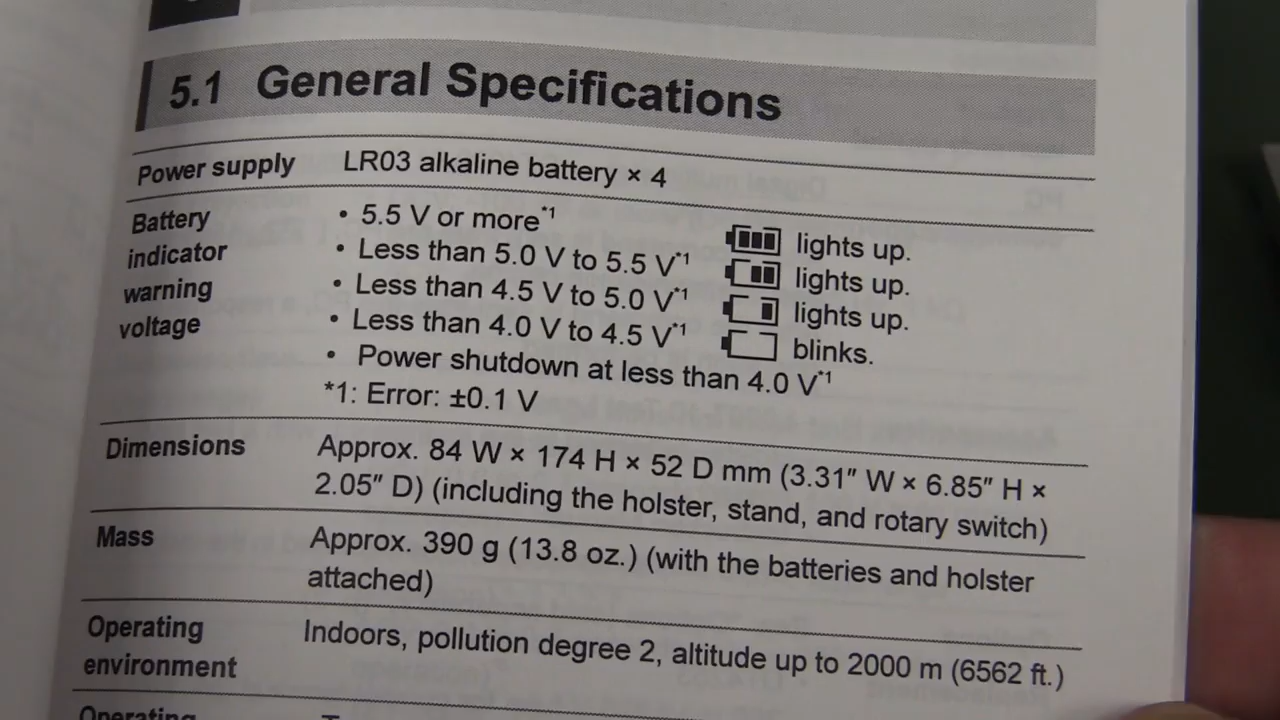 5.1 General Specifications
Power supply LR03 alkaline battery × 4
Battery indicator warning voltage
• 5.5 V or more*1 lights up.
• Less than 5.0 V to 5.5 V*1 lights up.
• Less than 4.5 V to 5.0 V*1 lights up.
• Less than 4.0 V to 4.5 V*1 blinks.
• Power shutdown at less than 4.0 V*1
*1: Error: ±0.1 V
Dimensions Approx. 84 W × 174 H × 52 D mm (3.31″ W × 6.85″ H ×
2.05″ D) (including the holster, stand, and rotary switch)
Mass Approx. 390 g (13.8 oz.) (with the batteries and holster
attached)
Operating Indoors, pollution degree 2, altitude up to 2000 m (6562 ft.)
environment
Operating